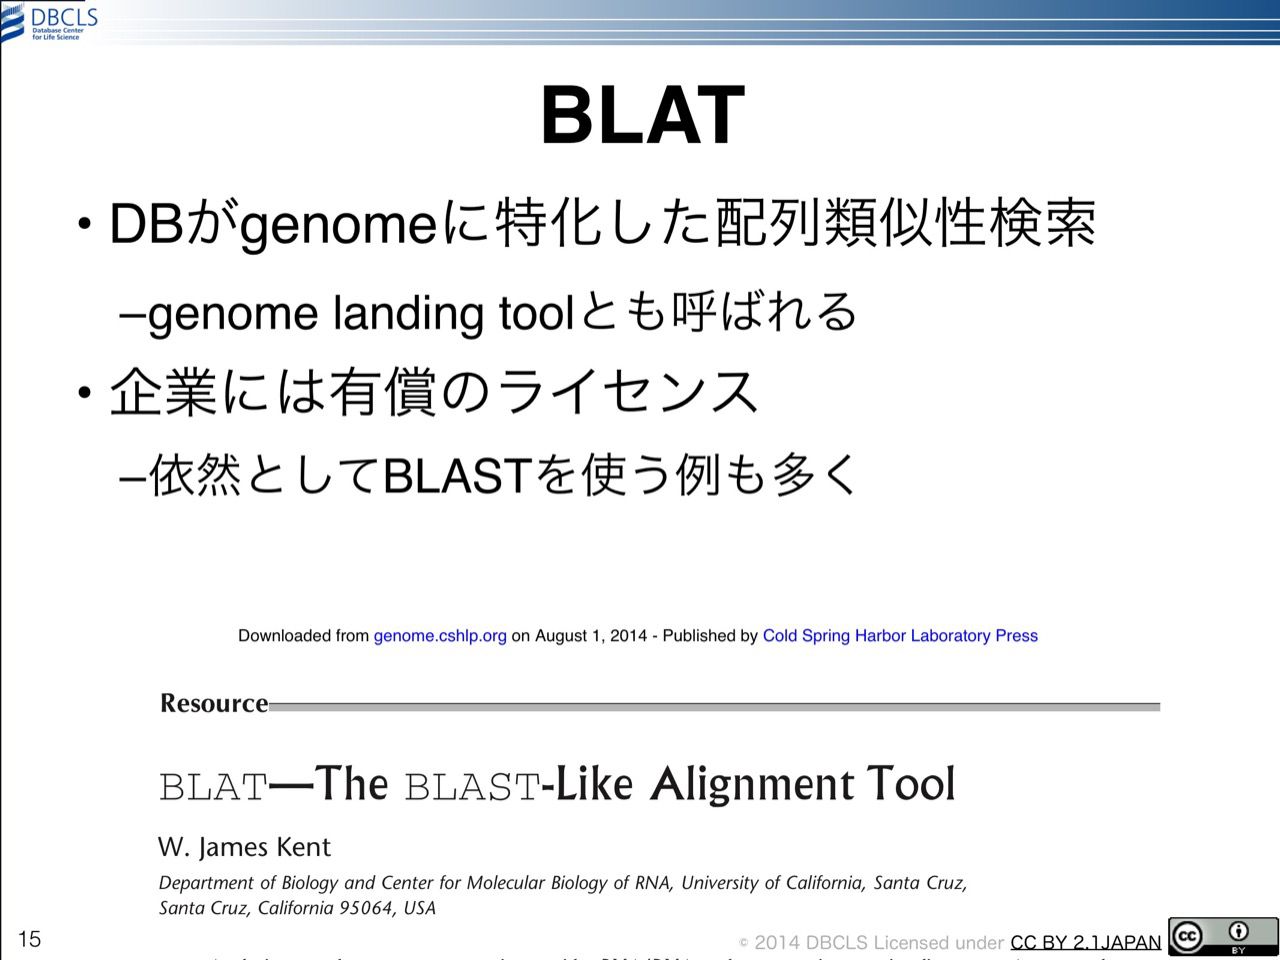 DBCLS
Database Center
for Life Science
BLAT
• DBがgenomeに特化した配列類似性検索
–genome landing toolとも呼ばれる
• 企業には有償のライセンス
–依然としてBLASTを使う例も多く
Downloaded from genome.cshlp.org on August 1, 2014 - Published by Cold Spring Harbor Laboratory Press
Resource
BLAT—The BLAST-Like Alignment Tool
W. James Kent
Department of Biology and Center for Molecular Biology of RNA, University of California, Santa Cruz,
Santa Cruz, California 95064, USA
15
© 2014 DBCLS Licensed under CC BY 2.1JAPAN
cc
BY